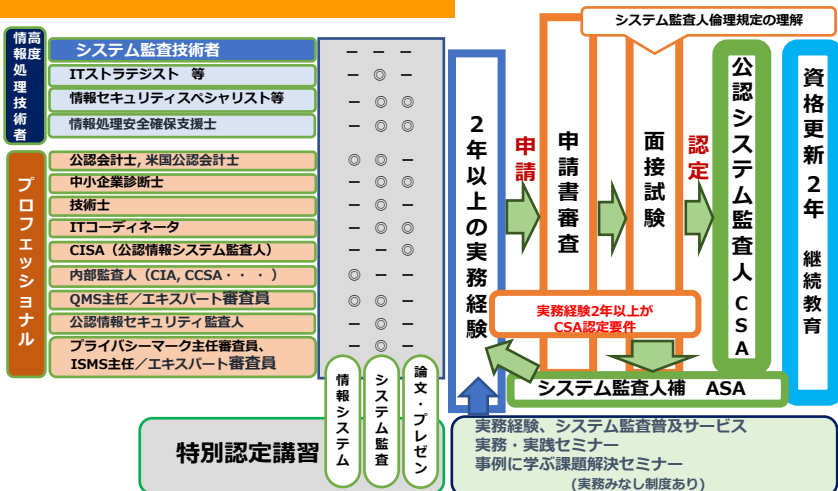 システム監査人倫理規定の理解
高度
情報処理技術者
システム監査技術者 － － －
ITストラテジスト 等 － ◎ －
情報セキュリティスペシャリスト等 － ◎ ◎
情報処理安全確保支援士 － ◎ ◎
プロフェッショナル
公認会計士, 米国公認会計士 ◎ ◎ －
中小企業診断士 － ◎ ◎
技術士 － ◎ －
ITコーディネータ － ◎ ◎
CISA（公認情報システム監査人） － － ◎
内部監査人（CIA, CCSA・・・） ◎ － －
QMS主任／エキスパート審査員 ◎ ◎ －
公認情報セキュリティ監査人 － ◎ －
プライバシーマーク主任審査員、 － ◎ －
ISMS主任／エキスパート審査員
情報システム
システム監査
論文・プレゼン
特別認定講習
2年以上の実務経験
申請
申請書審査
面接試験
認定
公認システム監査人CSA
資格更新2年
継続教育
実務経験2年以上が
CSA認定要件
システム監査人補 ASA
実務経験、システム監査普及サービス
実務・実践セミナー
事例に学ぶ課題解決セミナー
(実務みなし制度あり)